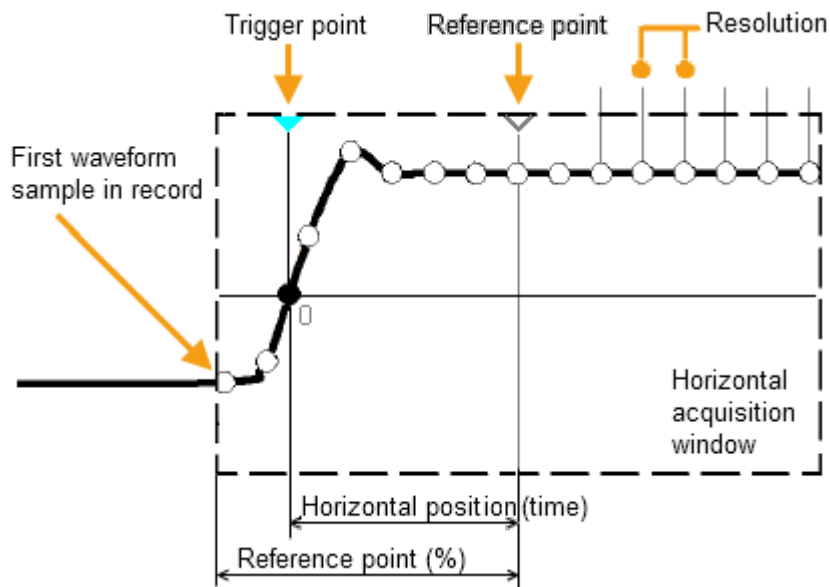 Trigger point
Reference point
Resolution
First waveform
sample in record
0
Horizontal
acquisition
window
Horizontal position (time)
Reference point (%)